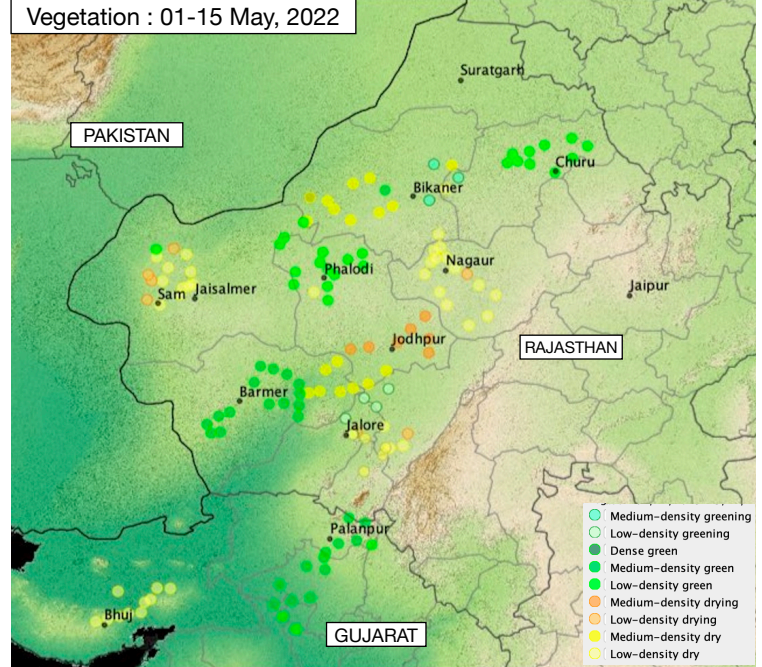 Vegetation : 01-15 May, 2022
Suratgarh
PAKISTAN
Churu
Bikaner
Nagaur
Phalodi
Jaipur
Sam
Jaisalmer
Jodhpur
RAJASTHAN
Barmer
Jalore
Palanpur
Bhuj
GUJARAT
Medium-density greening
Low-density greening
Dense green
Medium-density green
Low-density green
Medium-density drying
Low-density drying
Medium-density dry
Low-density dry